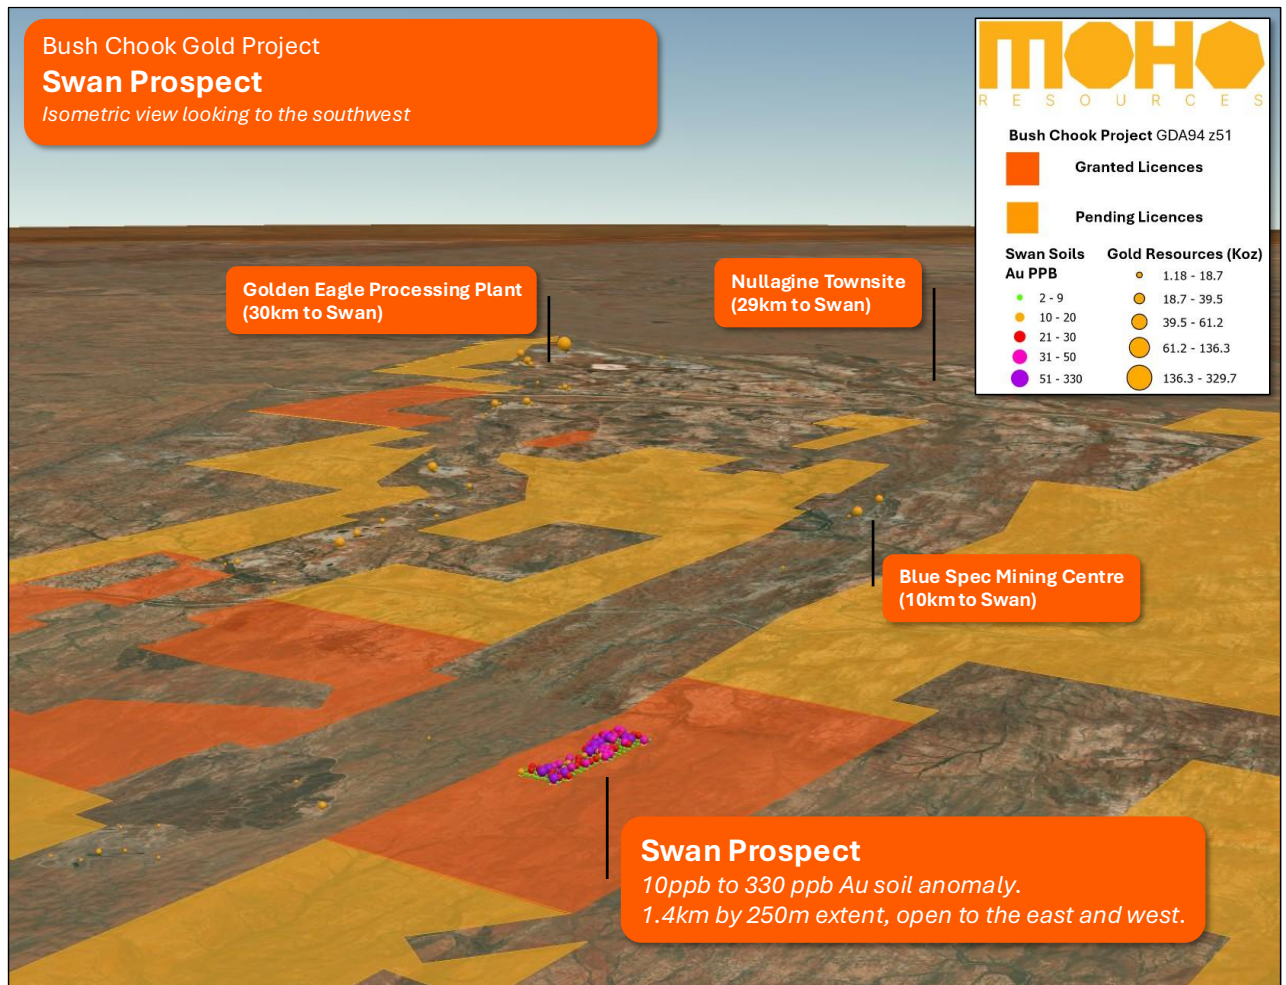 Bush Chook Gold Project
Swan Prospect
Isometric view looking to the southwest
MOHO
RESOURCES
Bush Chook Project GDA94 z51
Granted Licences
Pending Licences
Swan Soils
Au PPB
2 - 9
10 - 20
21 - 30
31 - 50
51 - 330
Gold Resources (Koz)
1.18 - 18.7
18.7 - 39.5
39.5 - 61.2
61.2 - 136.3
136.3 - 329.7
Golden Eagle Processing Plant
(30km to Swan)
Nullagine Townsite
(29km to Swan)
Blue Spec Mining Centre
(10km to Swan)
Swan Prospect
10ppb to 330 ppb Au soil anomaly.
1.4km by 250m extent, open to the east and west.